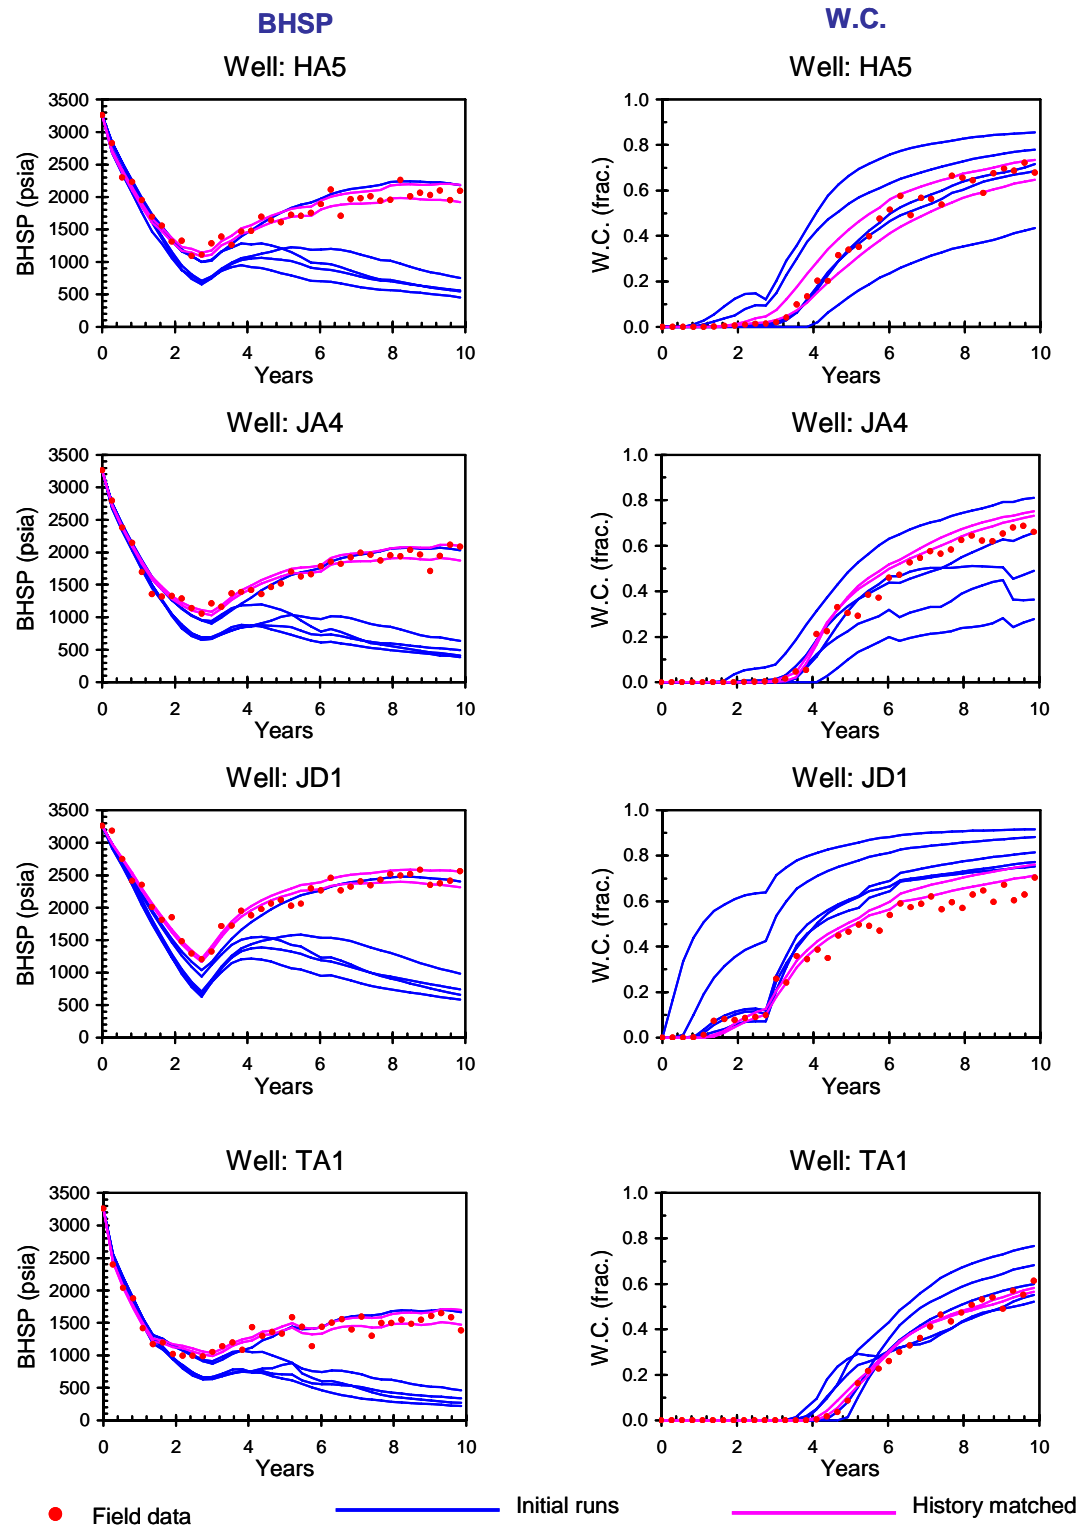 BHSP W.C.
Well: HA5 Well: HA5
3500
3000
2500
2000
1500
1000
500
0
BHSP (psia)
0 2 4 6 8 10
Years
1.0
0.8
0.6
0.4
0.2
0.0
W.C. (frac.)
0 2 4 6 8 10
Years
Well: JA4 Well: JA4
3500
3000
2500
2000
1500
1000
500
0
BHSP (psia)
0 2 4 6 8 10
Years
1.0
0.8
0.6
0.4
0.2
0.0
W.C. (frac.)
0 2 4 6 8 10
Years
Well: JD1 Well: JD1
3500
3000
2500
2000
1500
1000
500
0
BHSP (psia)
0 2 4 6 8 10
Years
1.0
0.8
0.6
0.4
0.2
0.0
W.C. (frac.)
0 2 4 6 8 10
Years
Well: TA1 Well: TA1
3500
3000
2500
2000
1500
1000
500
0
BHSP (psia)
0 2 4 6 8 10
Years
1.0
0.8
0.6
0.4
0.2
0.0
W.C. (frac.)
0 2 4 6 8 10
Years
Field data Initial runs History matched